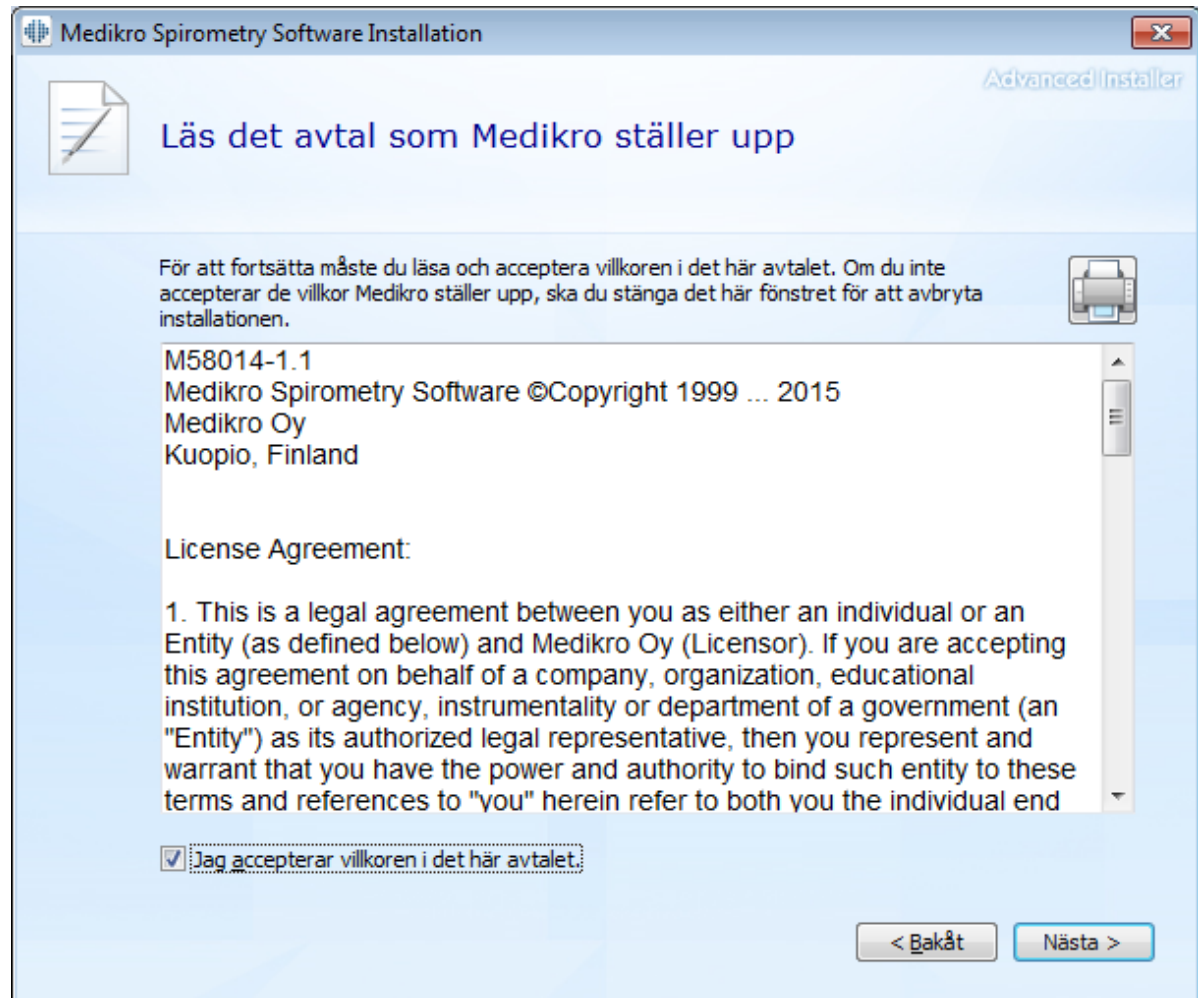 Medikro Spirometry Software Installation
Advanced Installer
Läs det avtal som Medikro ställer upp
För att fortsätta måste du läsa och acceptera villkoren i det här avtalet. Om du inte
accepterar de villkor Medikro ställer upp, ska du stänga det här fönstret för att avbryta
installationen.
M58014-1.1
Medikro Spirometry Software ©Copyright 1999 ... 2015
Medikro Oy
Kuopio, Finland
License Agreement:
1. This is a legal agreement between you as either an individual or an
Entity (as defined below) and Medikro Oy (Licensor). If you are accepting
this agreement on behalf of a company, organization, educational
institution, or agency, instrumentality or department of a government (an
"Entity") as its authorized legal representative, then you represent and
warrant that you have the power and authority to bind such entity to these
terms and references to "you" herein refer to both you the individual end
Jag accepterar villkoren i det här avtalet.
< Bakåt
Nästa >